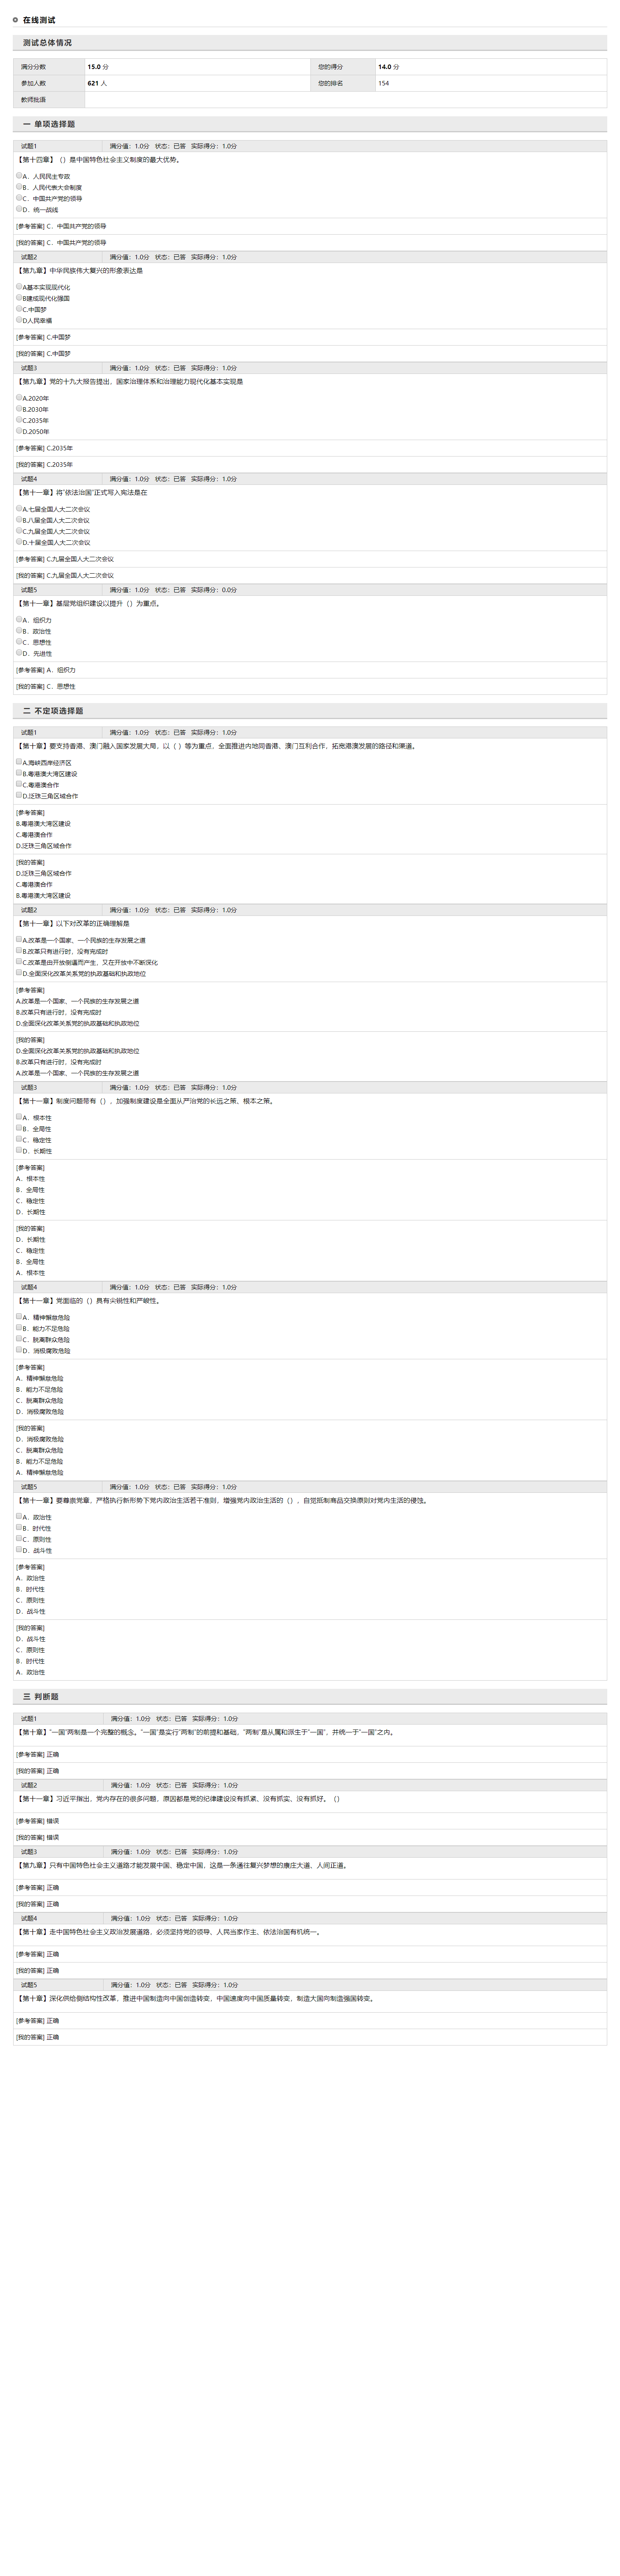 在线测试
测试总体情况
满分分数 15.0 分 您的得分 14.0 分
参加人数 621 人 您的排名 154
教师批语
一 单项选择题
试题1 满分值：1.0分 状态：已答 实际得分：1.0分
【第十四章】（）是中国特色社会主义制度的最大优势。
A．人民民主专政
B．人民代表大会制度
C．中国共产党的领导
D．统一战线
[参考答案] C．中国共产党的领导
[我的答案] C．中国共产党的领导
试题2 满分值：1.0分 状态：已答 实际得分：1.0分
【第九章】中华民族伟大复兴的形象表达是
A基本实现现代化
B建成现代化强国
C.中国梦
D人民幸福
[参考答案] C.中国梦
[我的答案] C.中国梦
试题3 满分值：1.0分 状态：已答 实际得分：1.0分
【第九章】党的十九大报告提出，国家治理体系和治理能力现代化基本实现是
A.2020年
B.2030年
C.2035年
D.2050年
[参考答案] C.2035年
[我的答案] C.2035年
试题4 满分值：1.0分 状态：已答 实际得分：1.0分
【第十一章】将“依法治国”正式写入宪法是在
A.七届全国人大二次会议
B.八届全国人大二次会议
C.九届全国人大二次会议
D.十届全国人大二次会议
[参考答案] C.九届全国人大二次会议
[我的答案] C.九届全国人大二次会议
试题5 满分值：1.0分 状态：已答 实际得分：0.0分
【第十一章】基层党组织建设以提升（）为重点。
A．组织力
B．政治性
C．思想性
D．先进性
[参考答案] A．组织力
[我的答案] C．思想性
二 不定项选择题
试题1 满分值：1.0分 状态：已答 实际得分：1.0分
【第十章】要支持香港、澳门融入国家发展大局，以（ ）等为重点，全面推进内地同香港、澳门互利合作，拓宽港澳发展的路径和渠道。
A.海峡西岸经济区
B.粤港澳大湾区建设
C.粤港澳合作
D.泛珠三角区域合作
[参考答案]
B.粤港澳大湾区建设
C.粤港澳合作
D.泛珠三角区域合作
[我的答案]
D.泛珠三角区域合作
C.粤港澳合作
B.粤港澳大湾区建设
试题2 满分值：1.0分 状态：已答 实际得分：1.0分
【第十一章】以下对改革的正确理解是
A.改革是一个国家、一个民族的生存发展之道
B.改革只有进行时，没有完成时
C.改革是由开放倒逼而产生，又在开放中不断深化
D.全面深化改革关系党的执政基础和执政地位
[参考答案]
A.改革是一个国家、一个民族的生存发展之道
B.改革只有进行时，没有完成时
D.全面深化改革关系党的执政基础和执政地位
[我的答案]
D.全面深化改革关系党的执政基础和执政地位
B.改革只有进行时，没有完成时
A.改革是一个国家、一个民族的生存发展之道
试题3 满分值：1.0分 状态：已答 实际得分：1.0分
【第十一章】制度问题带有（），加强制度建设是全面从严治党的长远之策、根本之策。
A．根本性
B．全局性
C．稳定性
D．长期性
[参考答案]
A．根本性
B．全局性
C．稳定性
D．长期性
[我的答案]
D．长期性
C．稳定性
B．全局性
A．根本性
试题4 满分值：1.0分 状态：已答 实际得分：1.0分
【第十一章】党面临的（）具有尖锐性和严峻性。
A．精神懈怠危险
B．能力不足危险
C．脱离群众危险
D．消极腐败危险
[参考答案]
A．精神懈怠危险
B．能力不足危险
C．脱离群众危险
D．消极腐败危险
[我的答案]
D．消极腐败危险
C．脱离群众危险
B．能力不足危险
A．精神懈怠危险
试题5 满分值：1.0分 状态：已答 实际得分：1.0分
【第十一章】要尊崇党章，严格执行新形势下党内政治生活若干准则，增强党内政治生活的（），自觉抵制商品交换原则对党内生活的侵蚀。
A．政治性
B．时代性
C．原则性
D．战斗性
[参考答案]
A．政治性
B．时代性
C．原则性
D．战斗性
[我的答案]
D．战斗性
C．原则性
B．时代性
A．政治性
三 判断题
试题1 满分值：1.0分 状态：已答 实际得分：1.0分
【第十章】“一国”两制是一个完整的概念。“一国”是实行“两制”的前提和基础，“两制”是从属和派生于“一国”，并统一于“一国”之内。
[参考答案] 正确
[我的答案] 正确
试题2 满分值：1.0分 状态：已答 实际得分：1.0分
【第十一章】习近平指出，党内存在的很多问题，原因都是党的纪律建设没有抓紧、没有抓实、没有抓好。（）
[参考答案] 错误
[我的答案] 错误
试题3 满分值：1.0分 状态：已答 实际得分：1.0分
【第九章】只有中国特色社会主义道路才能发展中国、稳定中国，这是一条通往复兴梦想的康庄大道、人间正道。
[参考答案] 正确
[我的答案] 正确
试题4 满分值：1.0分 状态：已答 实际得分：1.0分
【第十章】走中国特色社会主义政治发展道路，必须坚持党的领导、人民当家作主、依法治国有机统一。
[参考答案] 正确
[我的答案] 正确
试题5 满分值：1.0分 状态：已答 实际得分：1.0分
【第十章】深化供给侧结构性改革，推进中国制造向中国创造转变，中国速度向中国质量转变，制造大国向制造强国转变。
[参考答案] 正确
[我的答案] 正确